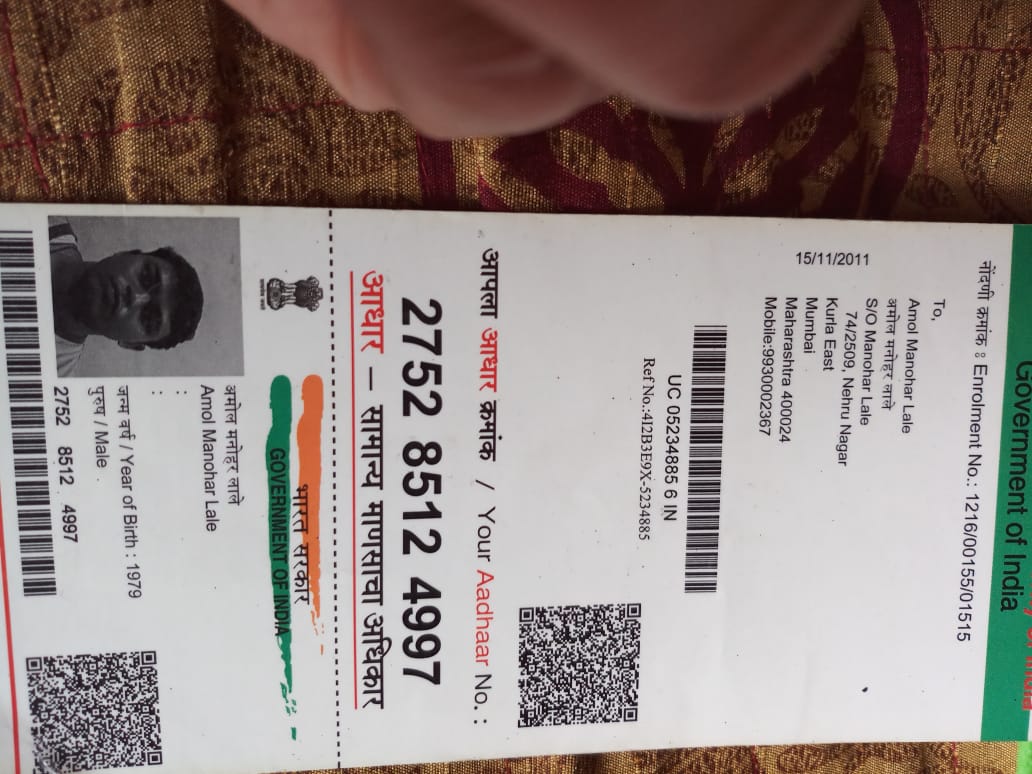 Government of India
नोंदणी क्रमांक : Enrolment No.: 1216/00155/01515
To,
Amol Manohar Lale
अमोल मनोहर लाले
S/O Manohar Lale
74/2509, Nehru Nagar
Kurla East
Mumbai
Maharashtra 400024
Mobile:9930002367
15/11/2011
UC 05234885 6 IN
Ref No.:4I2B3E9X-5234885
आपला आधार क्रमांक / Your Aadhaar No. :
2752 8512 4997
आधार – सामान्य माणसाचा अधिकार
भारत सरकार
GOVERNMENT OF INDIA
अमोल मनोहर लाले
Amol Manohar Lale
जन्म वर्ष / Year of Birth : 1979
पुरुष / Male
2752 8512 4997